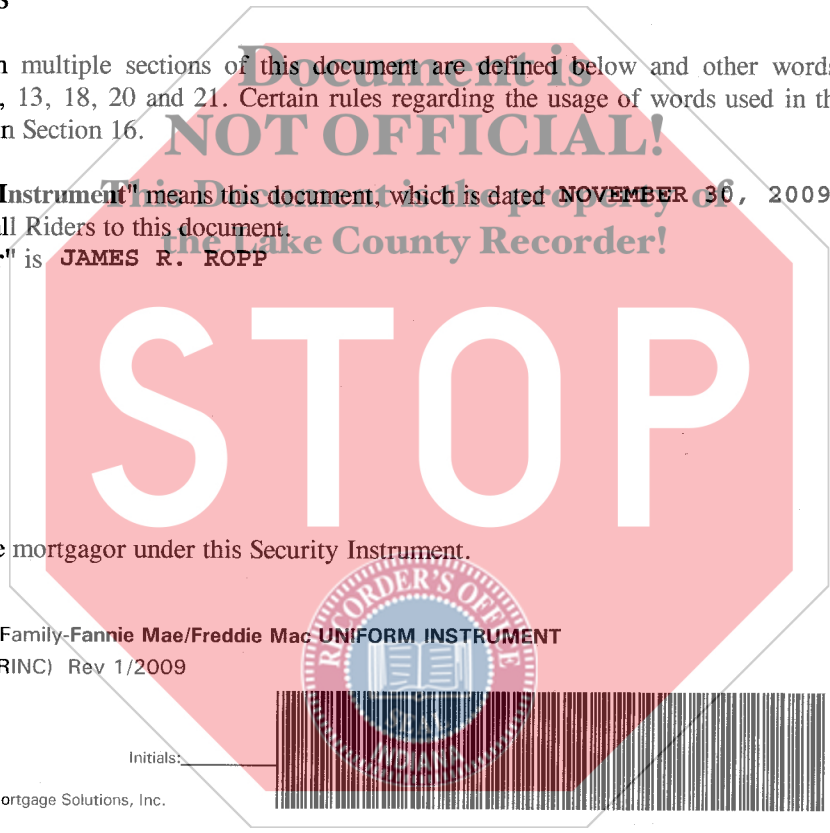 S
n multiple sections of this document are defined below and other words
, 13, 18, 20 and 21. Certain rules regarding the usage of words used in th
n Section 16.
Instrument" means this document, which is dated NOVEMBER 30, 2009
ll Riders to this document.
r" is JAMES R. ROPP
Document is
NOT OFFICIAL!
This Document is the property of
the Lake County Recorder!
STOP
e mortgagor under this Security Instrument.
Family-Fannie Mae/Freddie Mac UNIFORM INSTRUMENT
RINC) Rev 1/2009
RECORDER'S OFFICE
SEAL
INDIANA
Initials:
ortgage Solutions, Inc.